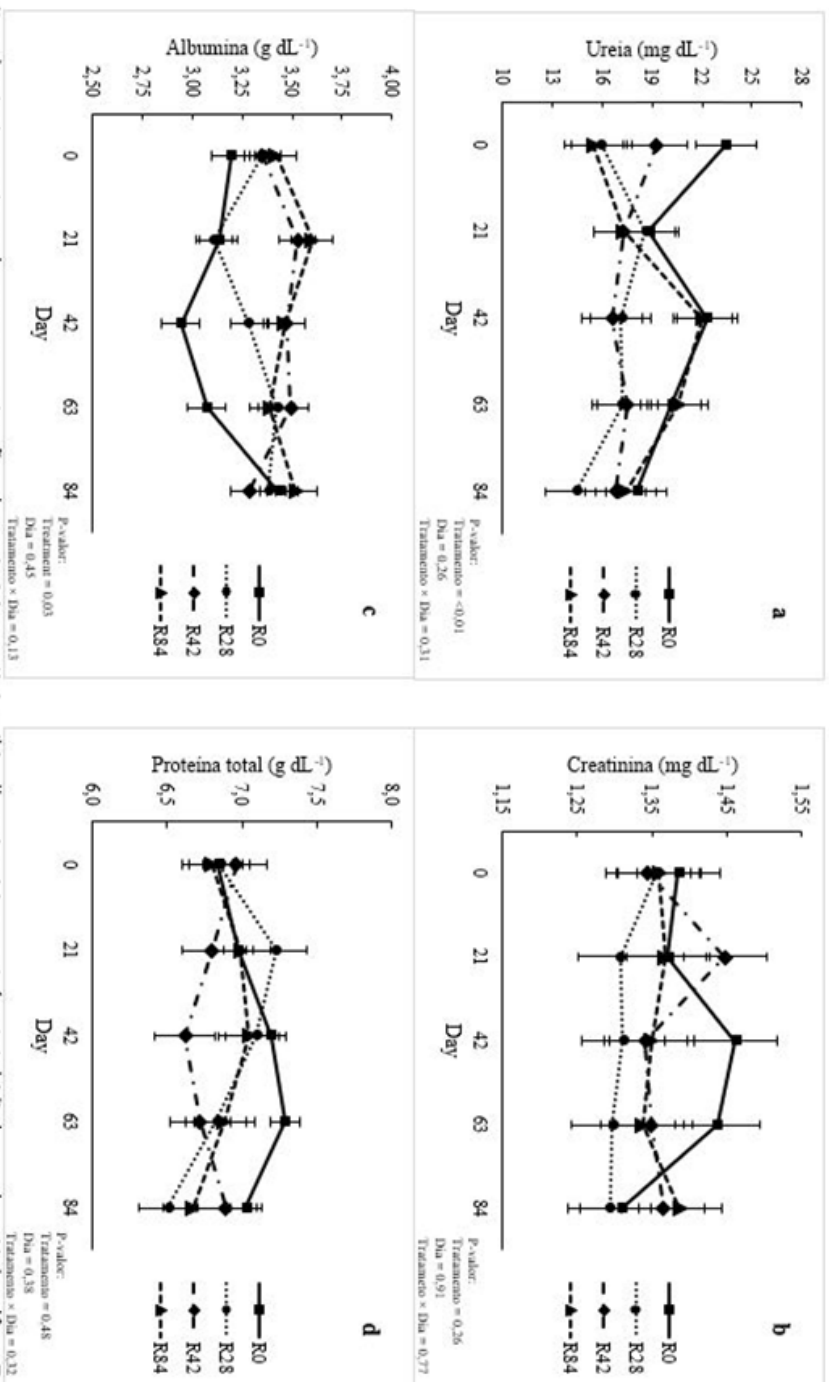 a
Ureia (mg dL⁻¹)
28
25
22
19
16
13
10
0 21 42 63 84
Day
R0
R28
R42
R84
P-valor:
Tratamento = <0,01
Dia = 0,26
Tratamento × Dia = 0,31
b
Creatinina (mg dL⁻¹)
1,55
1,45
1,35
1,25
1,15
0 21 42 63 84
Day
R0
R28
R42
R84
P-valor:
Tratamento = 0,26
Dia = 0,91
Tratameto × Dia = 0,77
c
Albumina (g dL⁻¹)
4,00
3,75
3,50
3,25
3,00
2,75
2,50
0 21 42 63 84
Day
R0
R28
R42
R84
P-valor:
Treatment = 0,03
Dia = 0,45
Tratamento × Dia = 0,13
d
Proteina total (g dL⁻¹)
8,0
7,5
7,0
6,5
6,0
0 21 42 63 84
Day
R0
R28
R42
R84
P-valor:
Tratamento = 0,48
Dia = 0,38
Tratamento × Dia = 0,32